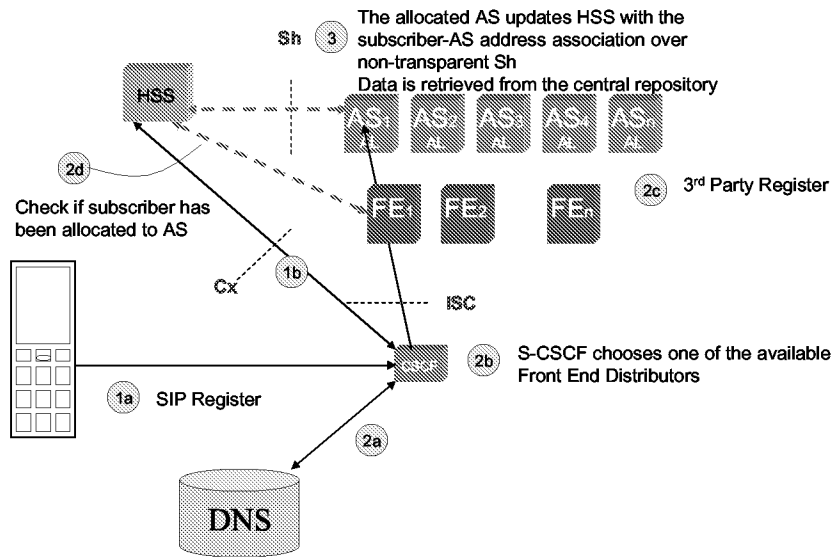 Sh
3
The allocated AS updates HSS with the
subscriber-AS address association over
non-transparent Sh
Data is retrieved from the central repository
HSS
AS1
AL
AS2
AL
AS3
AL
AS4
AL
ASn
AL
2d
FE1
FE2
FEn
2c
3rd Party Register
Check if subscriber has
been allocated to AS
Cx
1b
ISC
CSCF
2b
S-CSCF chooses one of the available
Front End Distributors
1a
SIP Register
2a
DNS